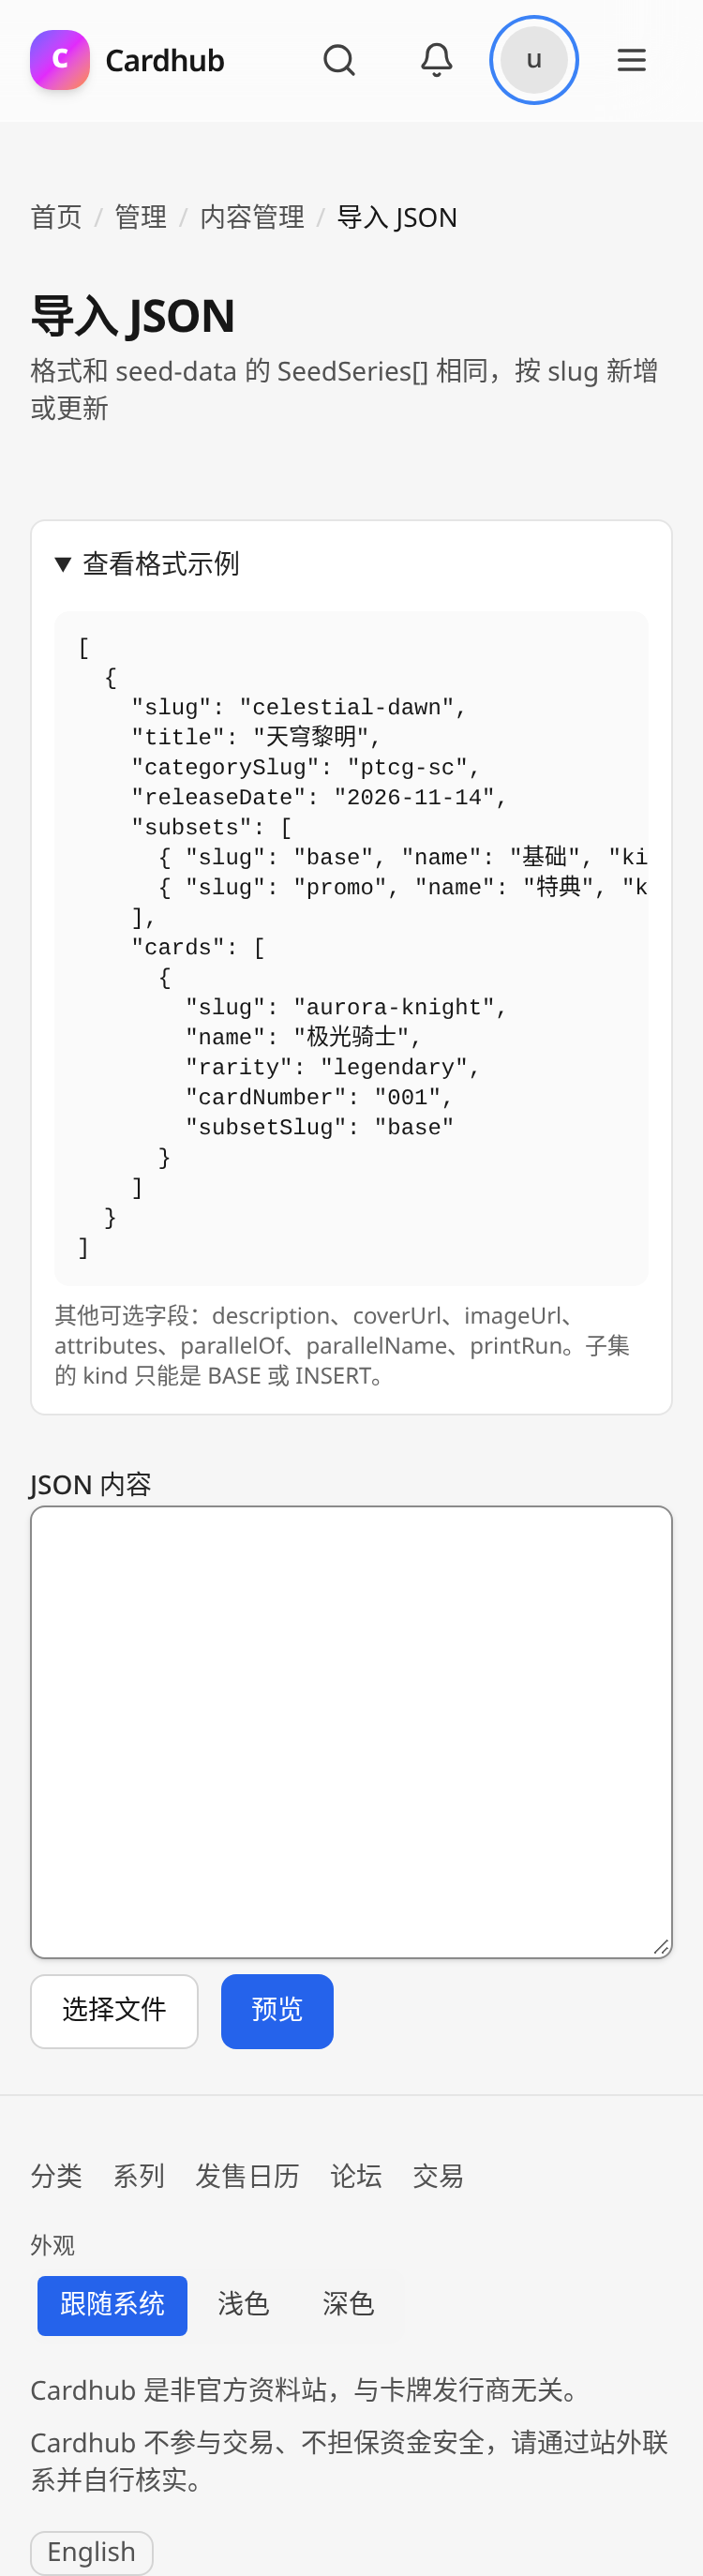 C Cardhub u
首页 / 管理 / 内容管理 / 导入 JSON
导入 JSON
格式和 seed-data 的 SeedSeries[] 相同，按 slug 新增
或更新
▼ 查看格式示例
[
  {
    "slug": "celestial-dawn",
    "title": "天穹黎明",
    "categorySlug": "ptcg-sc",
    "releaseDate": "2026-11-14",
    "subsets": [
      { "slug": "base", "name": "基础", "ki
      { "slug": "promo", "name": "特典", "k
    ],
    "cards": [
      {
        "slug": "aurora-knight",
        "name": "极光骑士",
        "rarity": "legendary",
        "cardNumber": "001",
        "subsetSlug": "base"
      }
    ]
  }
]
其他可选字段：description、coverUrl、imageUrl、
attributes、parallelOf、parallelName、printRun。子集
的 kind 只能是 BASE 或 INSERT。
JSON 内容
选择文件 预览
分类 系列 发售日历 论坛 交易
外观
跟随系统 浅色 深色
Cardhub 是非官方资料站，与卡牌发行商无关。
Cardhub 不参与交易、不担保资金安全，请通过站外联
系并自行核实。
English